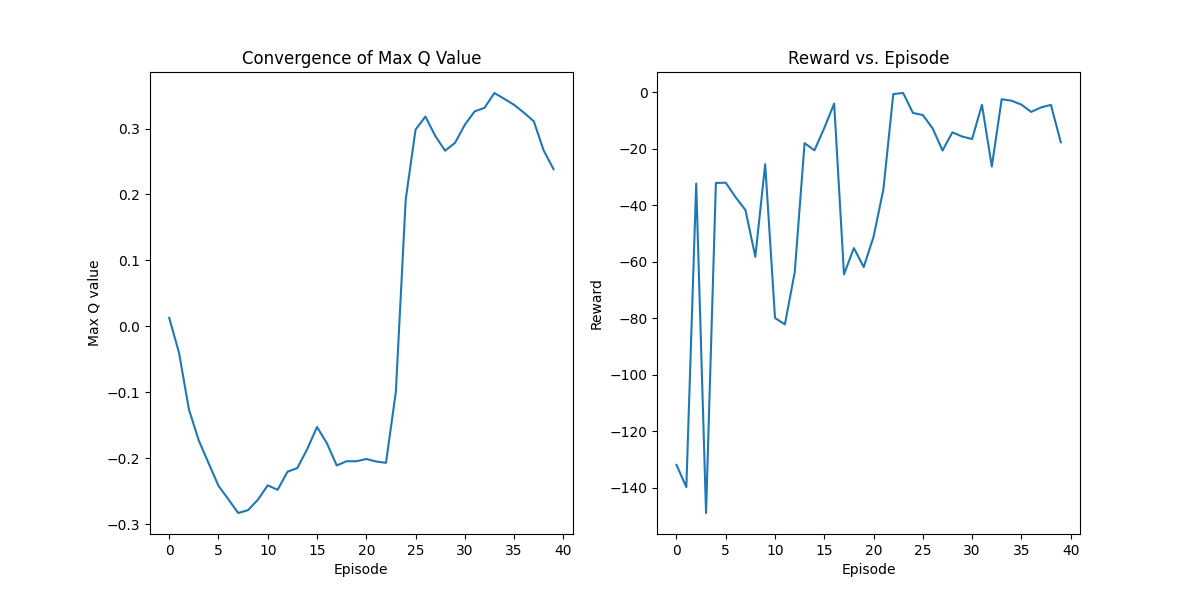 Convergence of Max Q Value
Max Q value
0.3
0.2
0.1
0.0
−0.1
−0.2
−0.3
0 5 10 15 20 25 30 35 40
Episode
Reward vs. Episode
Reward
0
−20
−40
−60
−80
−100
−120
−140
0 5 10 15 20 25 30 35 40
Episode